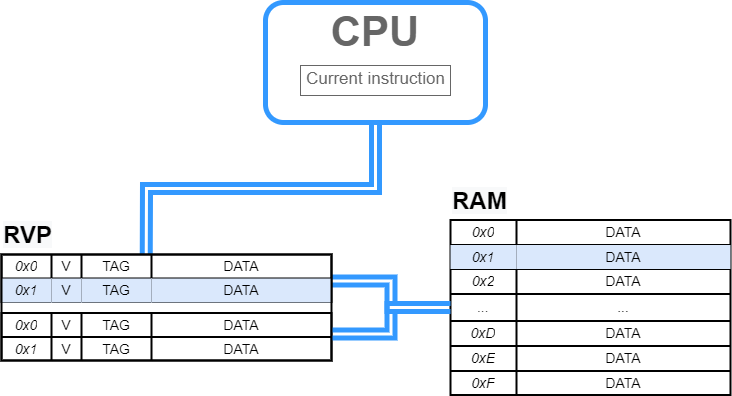 CPU
Current instruction
RAM
0x0 DATA
0x1 DATA
0x2 DATA
... ...
0xD DATA
0xE DATA
0xF DATA
RVP
0x0 V TAG DATA
0x1 V TAG DATA
0x0 V TAG DATA
0x1 V TAG DATA